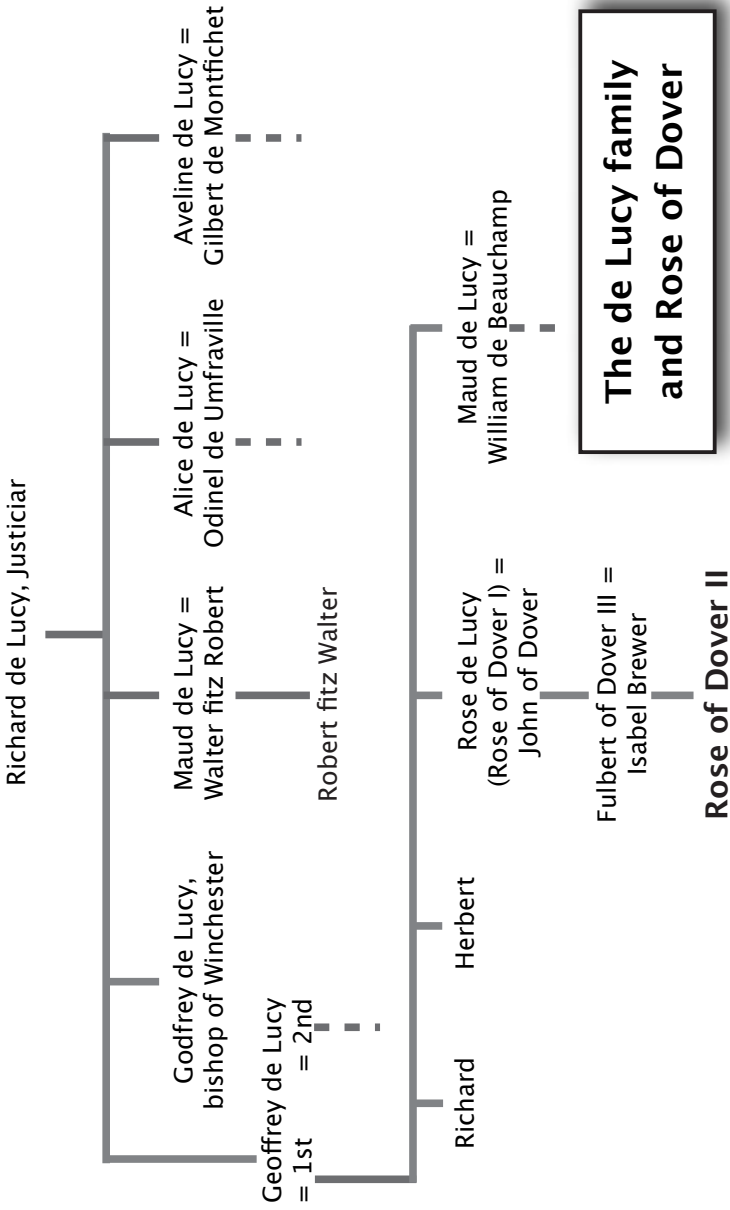 Richard de Lucy, Justiciar
Geoffrey de Lucy
= 1st = 2nd
Godfrey de Lucy,
bishop of Winchester
Maud de Lucy =
Walter fitz Robert
Alice de Lucy =
Odinel de Umfraville
Aveline de Lucy =
Gilbert de Montfichet
Robert fitz Walter
Richard
Herbert
Rose de Lucy
(Rose of Dover I) =
John of Dover
Maud de Lucy =
William de Beauchamp
Fulbert of Dover III =
Isabel Brewer
Rose of Dover II
The de Lucy family
and Rose of Dover